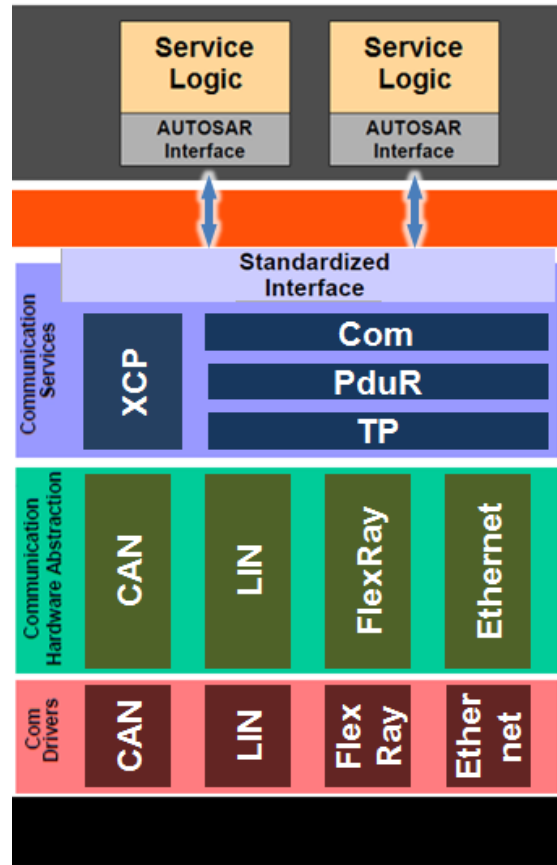 Service
Logic
AUTOSAR
Interface
Service
Logic
AUTOSAR
Interface
Standardized
Interface
Communication
Services
XCP
Com
PduR
TP
Communication
Hardware Abstraction
CAN
LIN
FlexRay
Ethernet
Com
Drivers
CAN
LIN
Flex
Ray
Ether
net